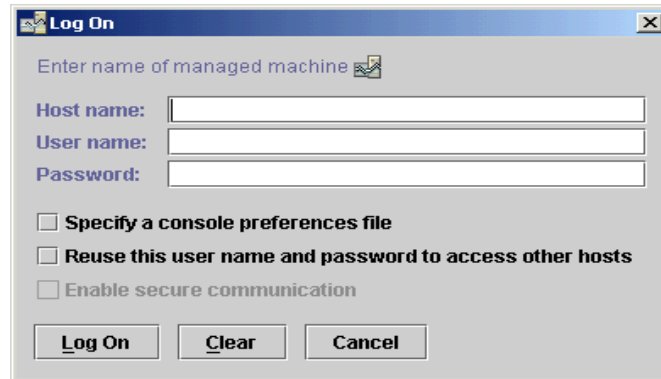 Log On
Enter name of managed machine
Host name:
User name:
Password:
Specify a console preferences file
Reuse this user name and password to access other hosts
Enable secure communication
Log On Clear Cancel